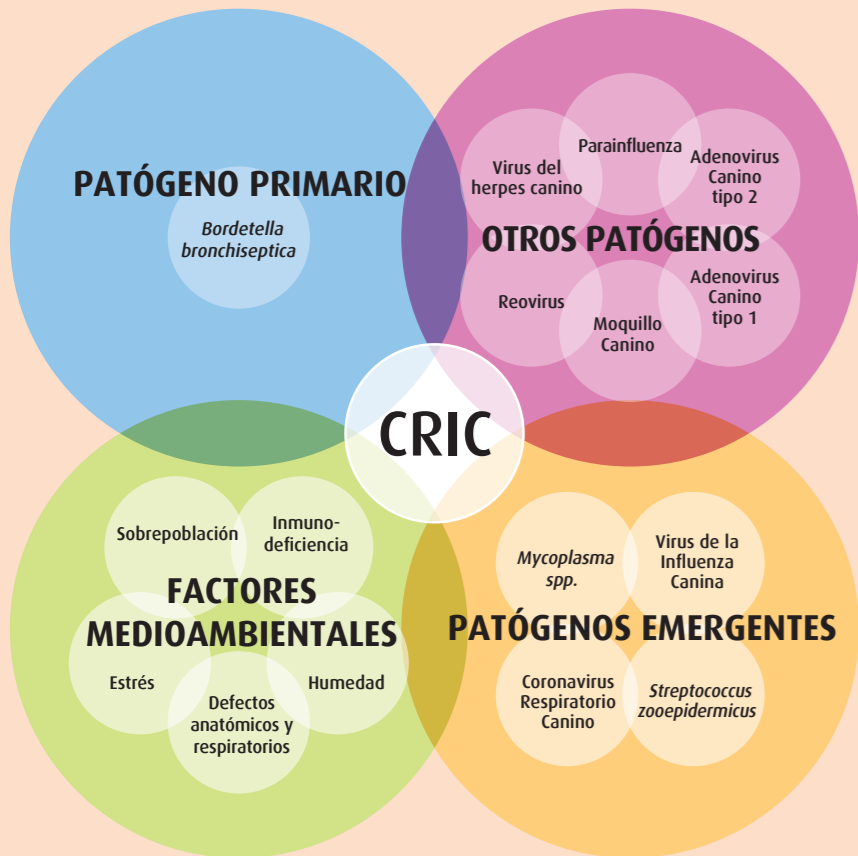 PATÓGENO PRIMARIO
Bordetella
bronchiseptica
Virus del
herpes canino
Parainfluenza
Adenovirus
Canino
tipo 2
OTROS PATÓGENOS
Reovirus
Moquillo
Canino
Adenovirus
Canino
tipo 1
CRIC
Sobrepoblación
Inmuno-
deficiencia
FACTORES
MEDIOAMBIENTALES
Estrés
Defectos
anatómicos y
respiratorios
Humedad
Mycoplasma
spp.
Virus de la
Influenza
Canina
PATÓGENOS EMERGENTES
Coronavirus
Respiratorio
Canino
Streptococcus
zooepidermicus